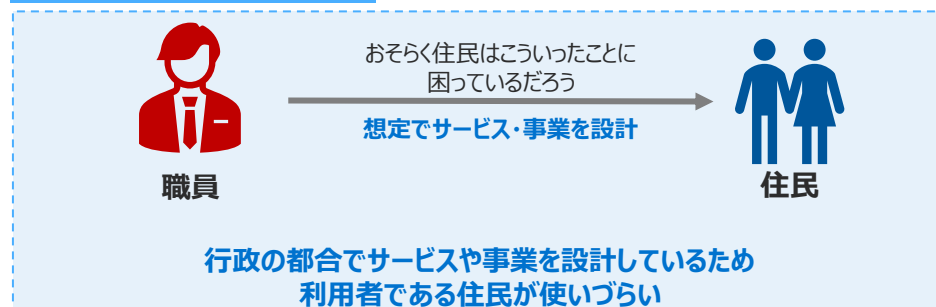 おそらく住民はこういったことに
困っているだろう
想定でサービス・事業を設計
職員
住民
行政の都合でサービスや事業を設計しているため
利用者である住民が使いづらい